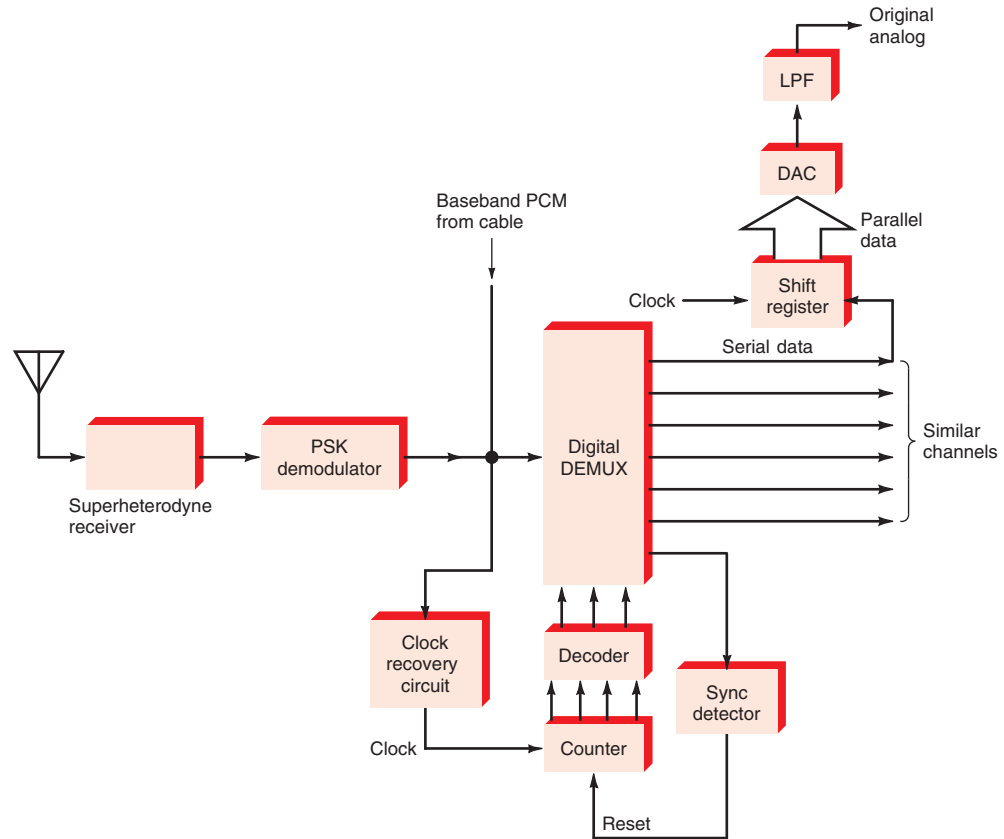 Original
analog
LPF
DAC
Baseband PCM
from cable
Parallel
data
Clock
Shift
register
Serial data
Superheterodyne
receiver
PSK
demodulator
Digital
DEMUX
Similar
channels
Clock
recovery
circuit
Decoder
Sync
detector
Clock
Counter
Reset